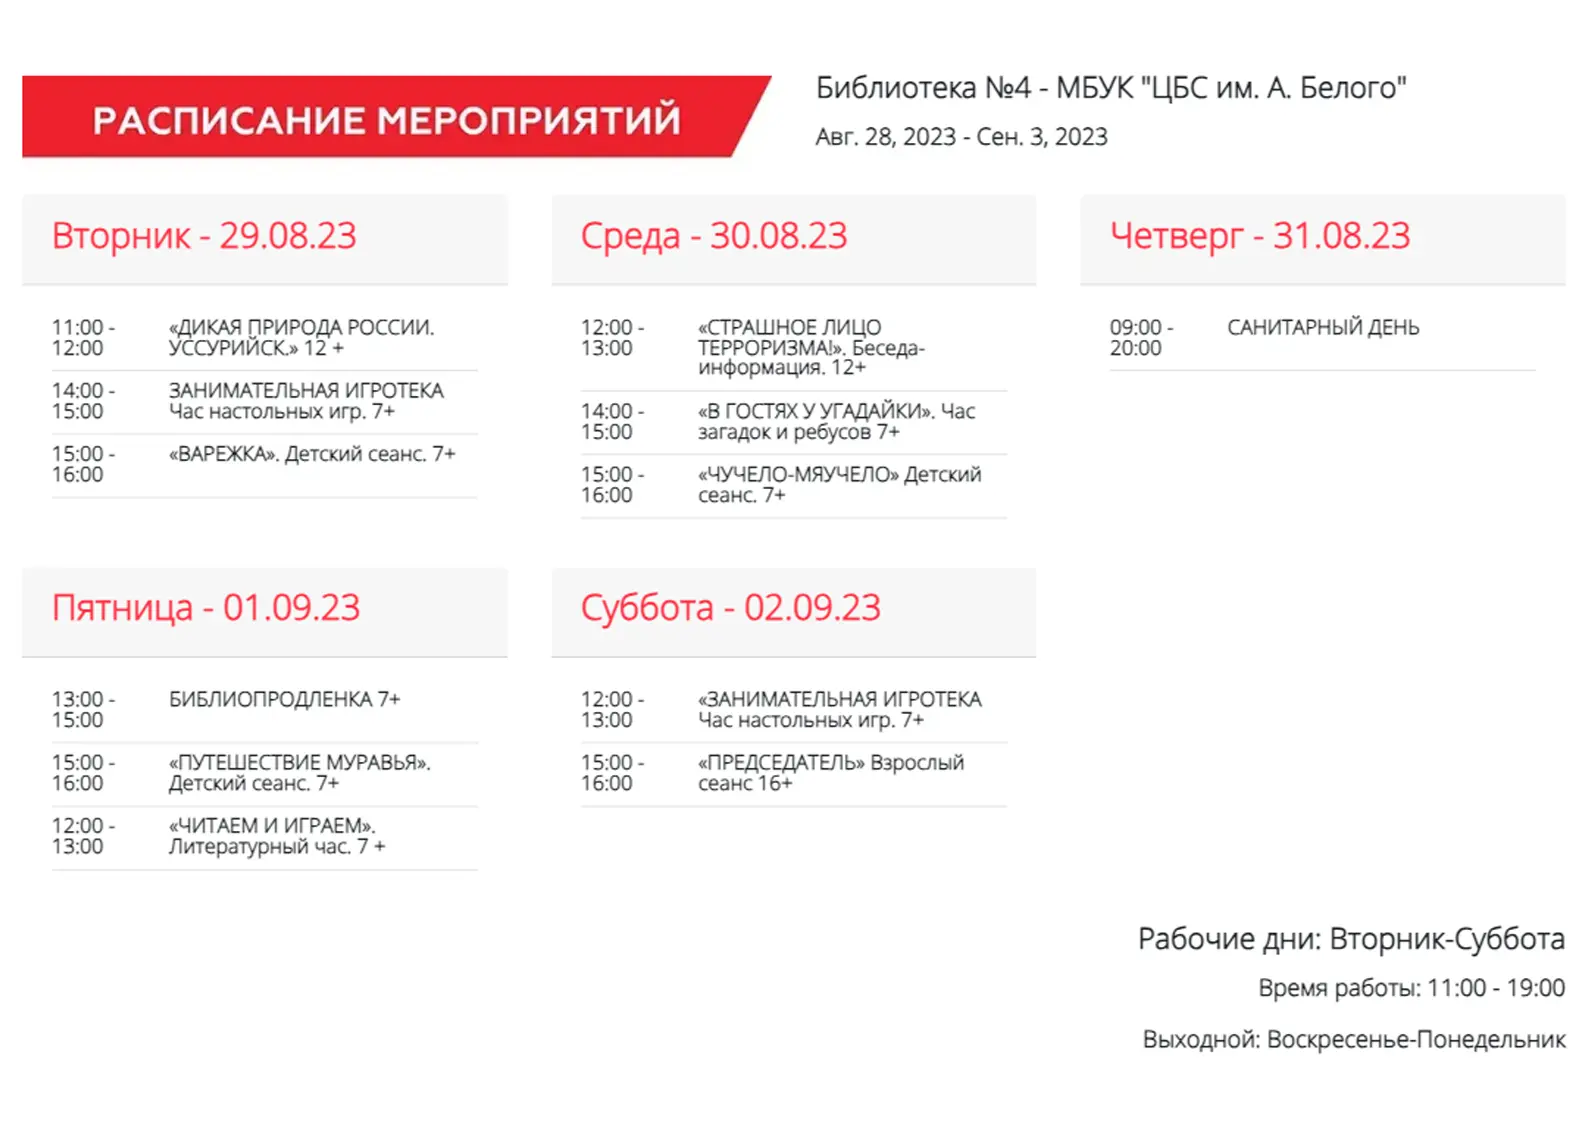 РАСПИСАНИЕ МЕРОПРИЯТИЙ
Библиотека №4 - МБУК "ЦБС им. А. Белого"
Авг. 28, 2023 - Сен. 3, 2023
Вторник - 29.08.23
11:00 - «ДИКАЯ ПРИРОДА РОССИИ.
12:00 УССУРИЙСК.» 12 +
14:00 - ЗАНИМАТЕЛЬНАЯ ИГРОТЕКА
15:00 Час настольных игр. 7+
15:00 - «ВАРЕЖКА». Детский сеанс. 7+
16:00
Среда - 30.08.23
12:00 - «СТРАШНОЕ ЛИЦО
13:00 ТЕРРОРИЗМА!». Беседа-
информация. 12+
14:00 - «В ГОСТЯХ У УГАДАЙКИ». Час
15:00 загадок и ребусов 7+
15:00 - «ЧУЧЕЛО-МЯУЧЕЛО» Детский
16:00 сеанс. 7+
Четверг - 31.08.23
09:00 - САНИТАРНЫЙ ДЕНЬ
20:00
Пятница - 01.09.23
13:00 - БИБЛИОПРОДЛЕНКА 7+
15:00
15:00 - «ПУТЕШЕСТВИЕ МУРАВЬЯ».
16:00 Детский сеанс. 7+
12:00 - «ЧИТАЕМ И ИГРАЕМ».
13:00 Литературный час. 7 +
Суббота - 02.09.23
12:00 - «ЗАНИМАТЕЛЬНАЯ ИГРОТЕКА
13:00 Час настольных игр. 7+
15:00 - «ПРЕДСЕДАТЕЛЬ» Взрослый
16:00 сеанс 16+
Рабочие дни: Вторник-Суббота
Время работы: 11:00 - 19:00
Выходной: Воскресенье-Понедельник